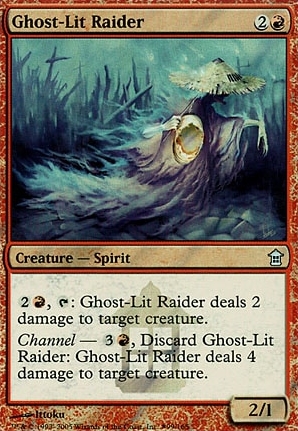 Ghost-Lit Raider 2
Creature — Spirit
2, : Ghost-Lit Raider deals 2
damage to target creature.
Channel — 3, Discard Ghost-Lit
Raider: Ghost-Lit Raider deals 4
damage to target creature.
Ittoku
2/1